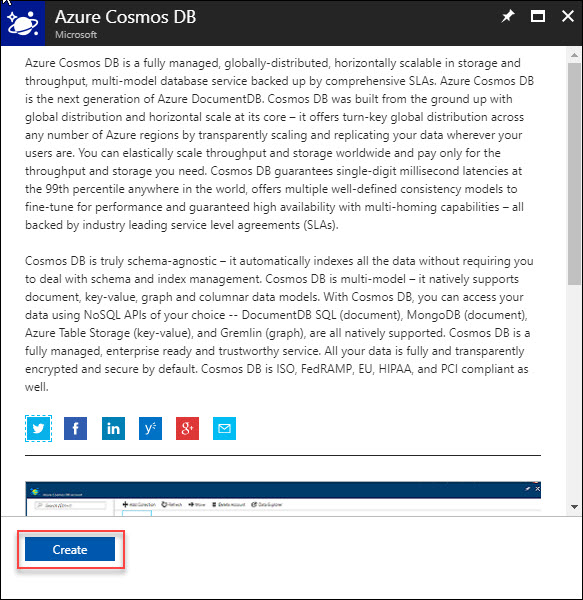 Azure Cosmos DB
Microsoft
Azure Cosmos DB is a fully managed, globally-distributed, horizontally scalable in storage and
throughput, multi-model database service backed up by comprehensive SLAs. Azure Cosmos DB
is the next generation of Azure DocumentDB. Cosmos DB was built from the ground up with
global distribution and horizontal scale at its core – it offers turn-key global distribution across
any number of Azure regions by transparently scaling and replicating your data wherever your
users are. You can elastically scale throughput and storage worldwide and pay only for the
throughput and storage you need. Cosmos DB guarantees single-digit millisecond latencies at
the 99th percentile anywhere in the world, offers multiple well-defined consistency models to
fine-tune for performance and guaranteed high availability with multi-homing capabilities – all
backed by industry leading service level agreements (SLAs).
Cosmos DB is truly schema-agnostic – it automatically indexes all the data without requiring you
to deal with schema and index management. Cosmos DB is multi-model – it natively supports
document, key-value, graph and columnar data models. With Cosmos DB, you can access your
data using NoSQL APIs of your choice -- DocumentDB SQL (document), MongoDB (document),
Azure Table Storage (key-value), and Gremlin (graph), are all natively supported. Cosmos DB is a
fully managed, enterprise ready and trustworthy service. All your data is fully and transparently
encrypted and secure by default. Cosmos DB is ISO, FedRAMP, EU, HIPAA, and PCI compliant as
well.
Add Collection Refresh Move Delete Account Data Explorer
Create